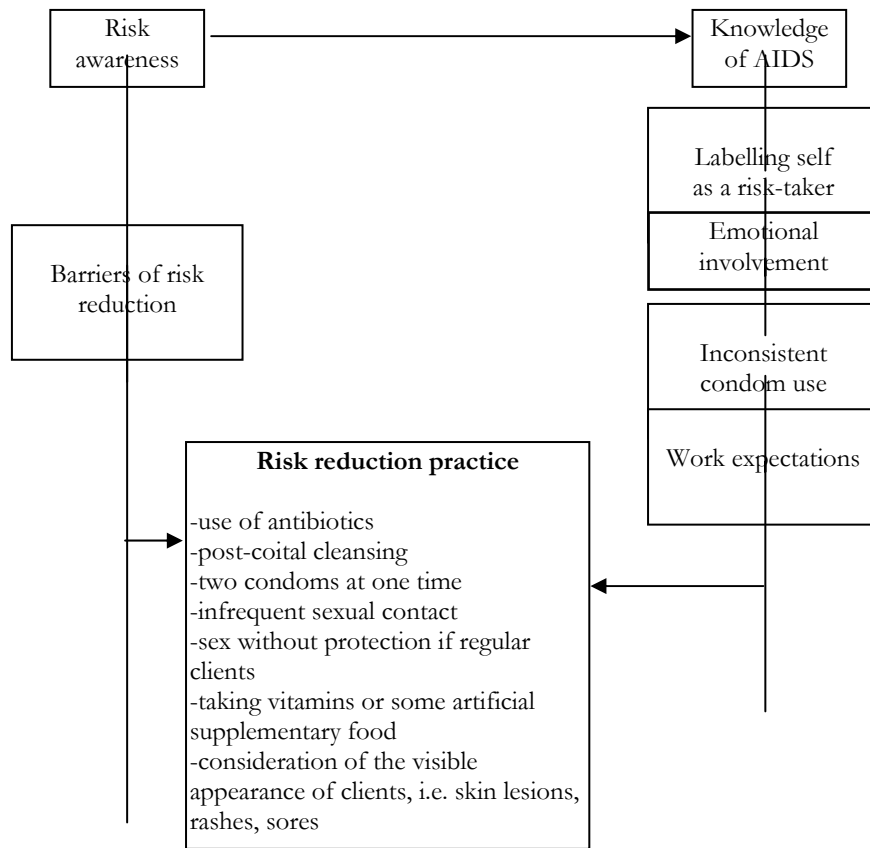 Risk
awareness
Knowledge
of AIDS
Labelling self
as a risk-taker
Emotional
involvement
Barriers of risk
reduction
Inconsistent
condom use
Work expectations
Risk reduction practice
-use of antibiotics
-post-coital cleansing
-two condoms at one time
-infrequent sexual contact
-sex without protection if regular
clients
-taking vitamins or some artificial
supplementary food
-consideration of the visible
appearance of clients, i.e. skin lesions,
rashes, sores